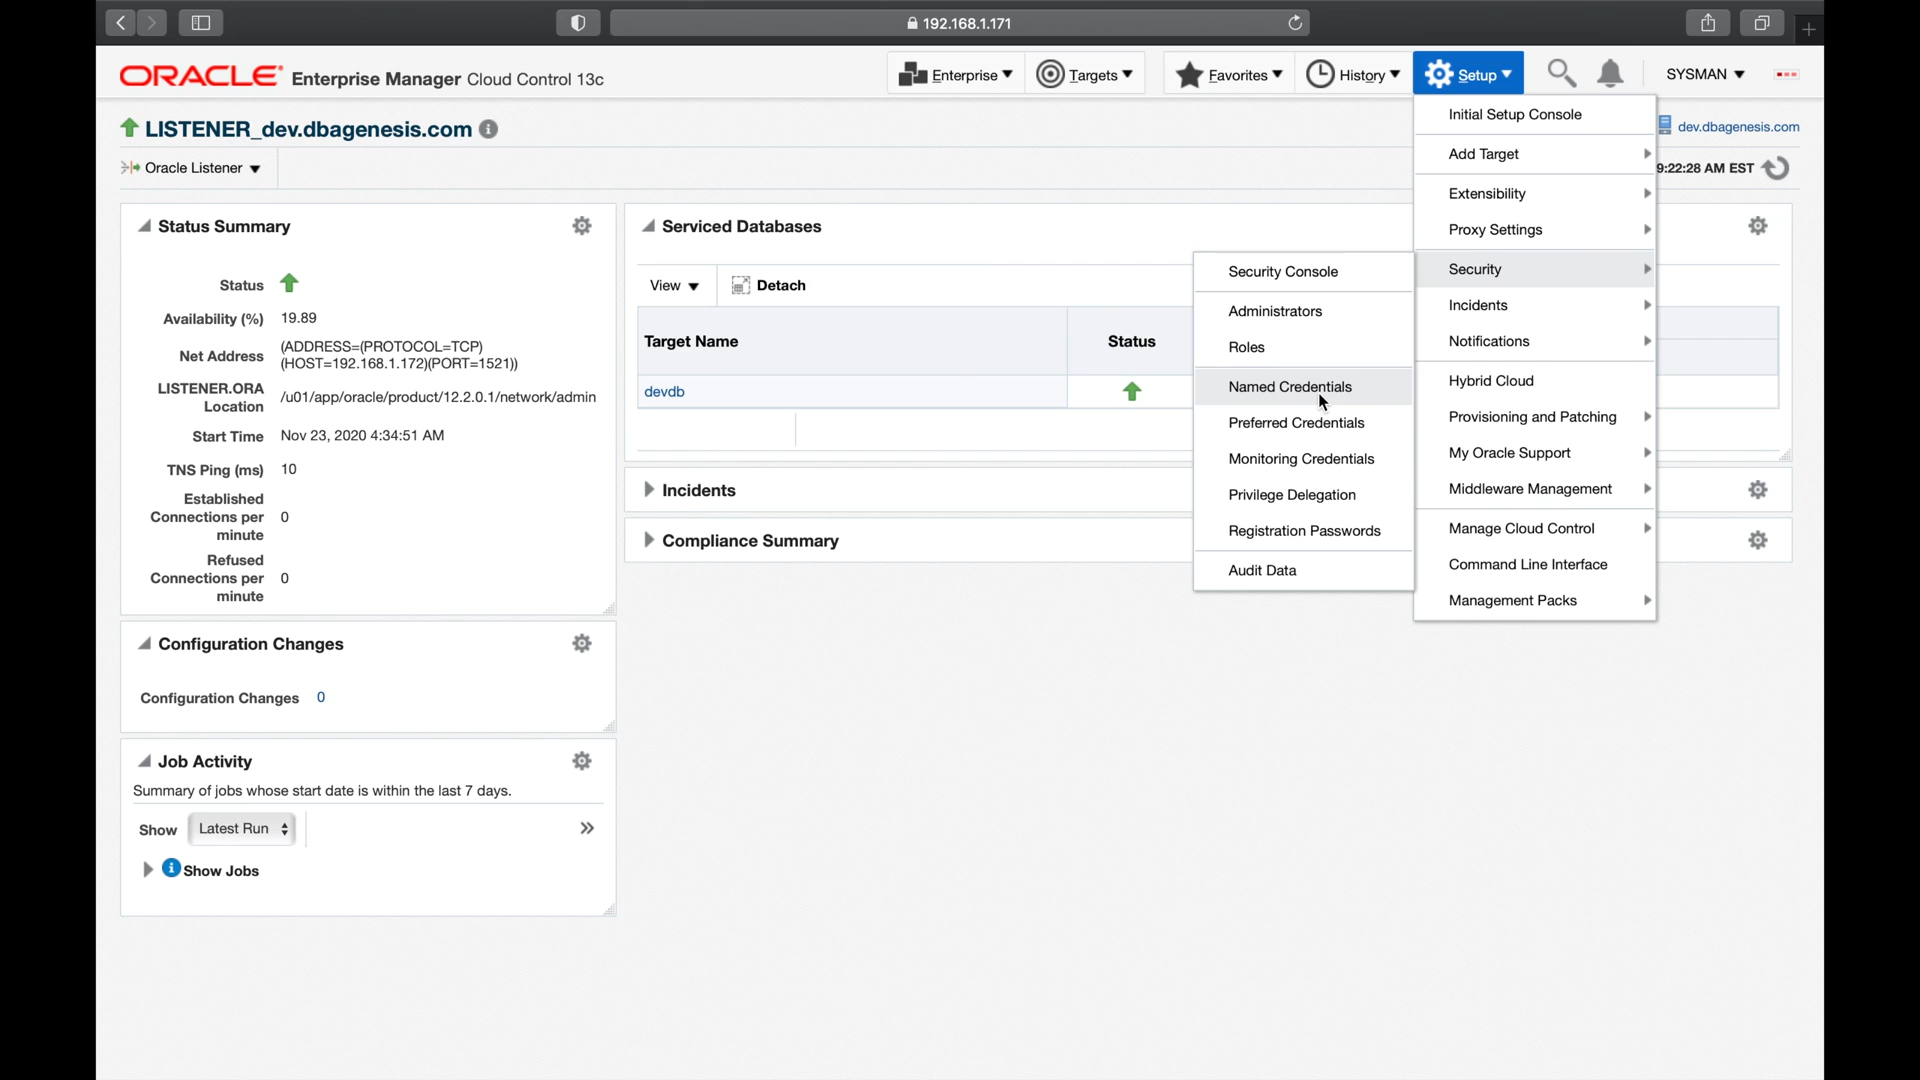 192.168.1.171
ORACLE Enterprise Manager Cloud Control 13c
Enterprise
Targets
Favorites
History
Setup
SYSMAN
LISTENER_dev.dbagenesis.com
dev.dbagenesis.com
Oracle Listener
9:22:28 AM EST
Status Summary
Status
Availability (%) 19.89
Net Address (ADDRESS=(PROTOCOL=TCP)
(HOST=192.168.1.172)(PORT=1521))
LISTENER.ORA
Location /u01/app/oracle/product/12.2.0.1/network/admin
Start Time Nov 23, 2020 4:34:51 AM
TNS Ping (ms) 10
Established
Connections per 0
minute
Refused
Connections per 0
minute
Configuration Changes
Configuration Changes 0
Job Activity
Summary of jobs whose start date is within the last 7 days.
Show Latest Run
Show Jobs
Serviced Databases
View
Detach
Target Name Status
devdb
Incidents
Compliance Summary
Security Console
Administrators
Roles
Named Credentials
Preferred Credentials
Monitoring Credentials
Privilege Delegation
Registration Passwords
Audit Data
Initial Setup Console
Add Target
Extensibility
Proxy Settings
Security
Incidents
Notifications
Hybrid Cloud
Provisioning and Patching
My Oracle Support
Middleware Management
Manage Cloud Control
Command Line Interface
Management Packs